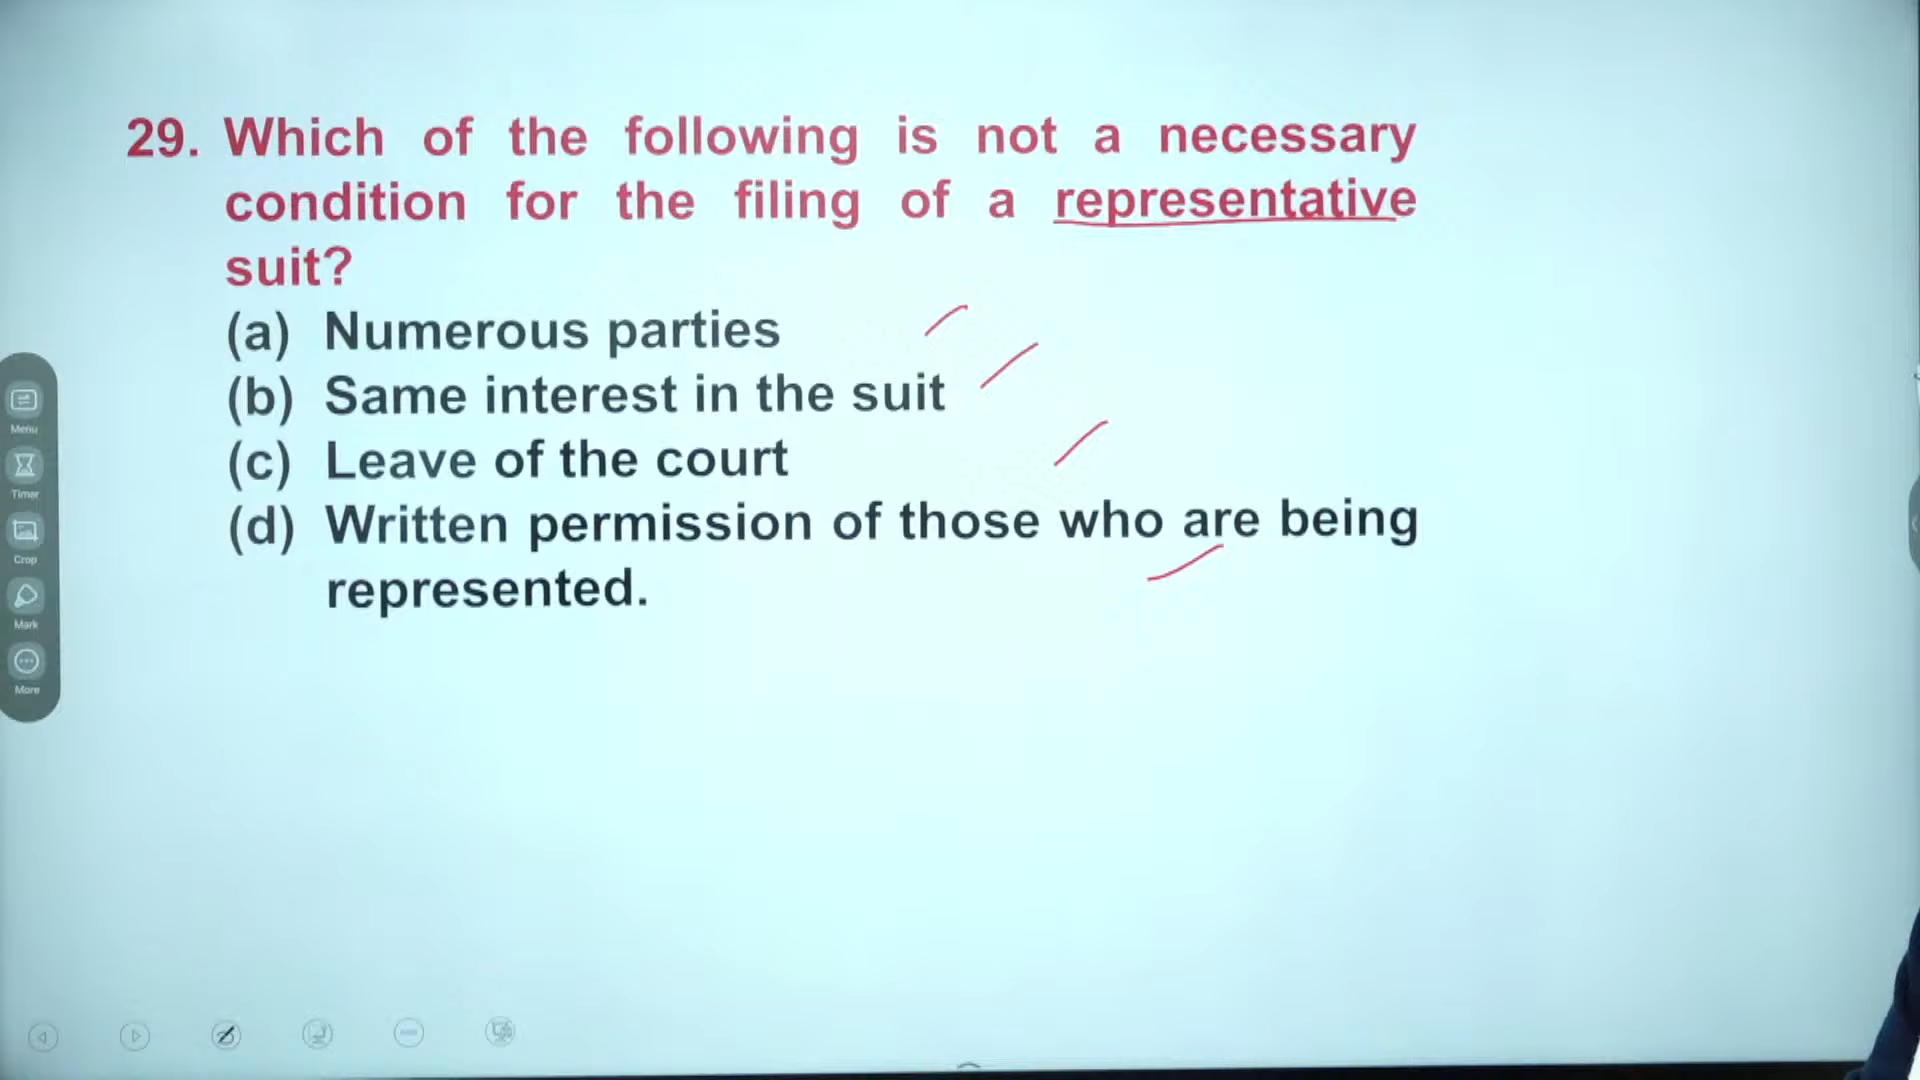 29. Which of the following is not a necessary
condition for the filing of a representative
suit?
(a) Numerous parties
(b) Same interest in the suit
(c) Leave of the court
(d) Written permission of those who are being
represented.
Menu
Timer
Crop
Mark
More